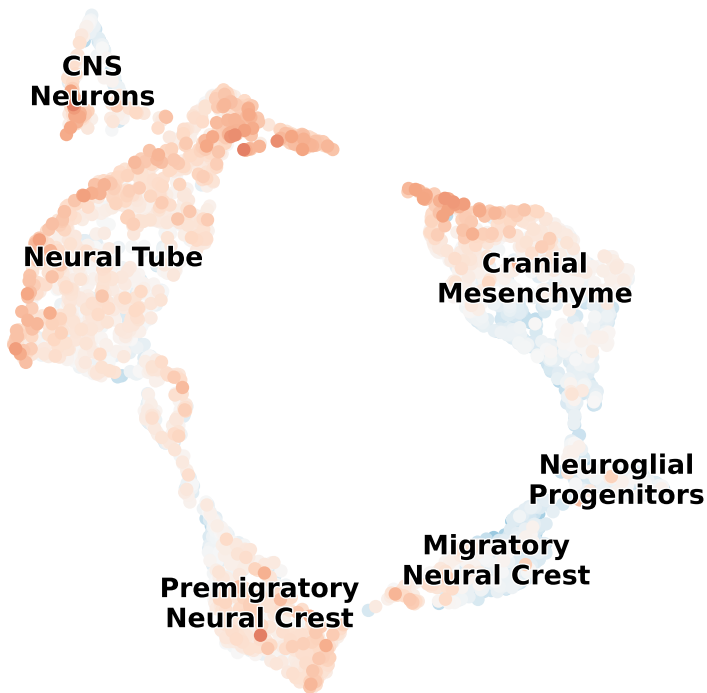 CNS
Neurons
Neural Tube
Cranial
Mesenchyme
Neuroglial
Progenitors
Migratory
Neural Crest
Premigratory
Neural Crest